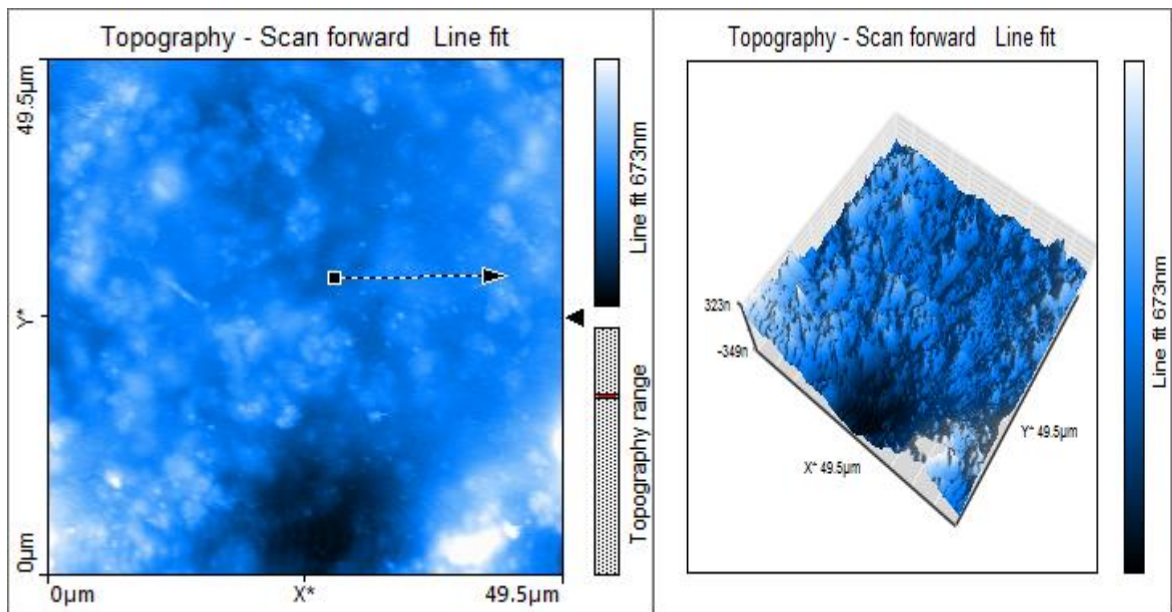 Topography - Scan forward Line fit
49.5µm
Y*
0µm
0µm
X*
49.5µm
Line fit 673nm
Topography range
Topography - Scan forward Line fit
323n
-349n
X* 49.5µm
Y* 49.5µm
Line fit 673nm